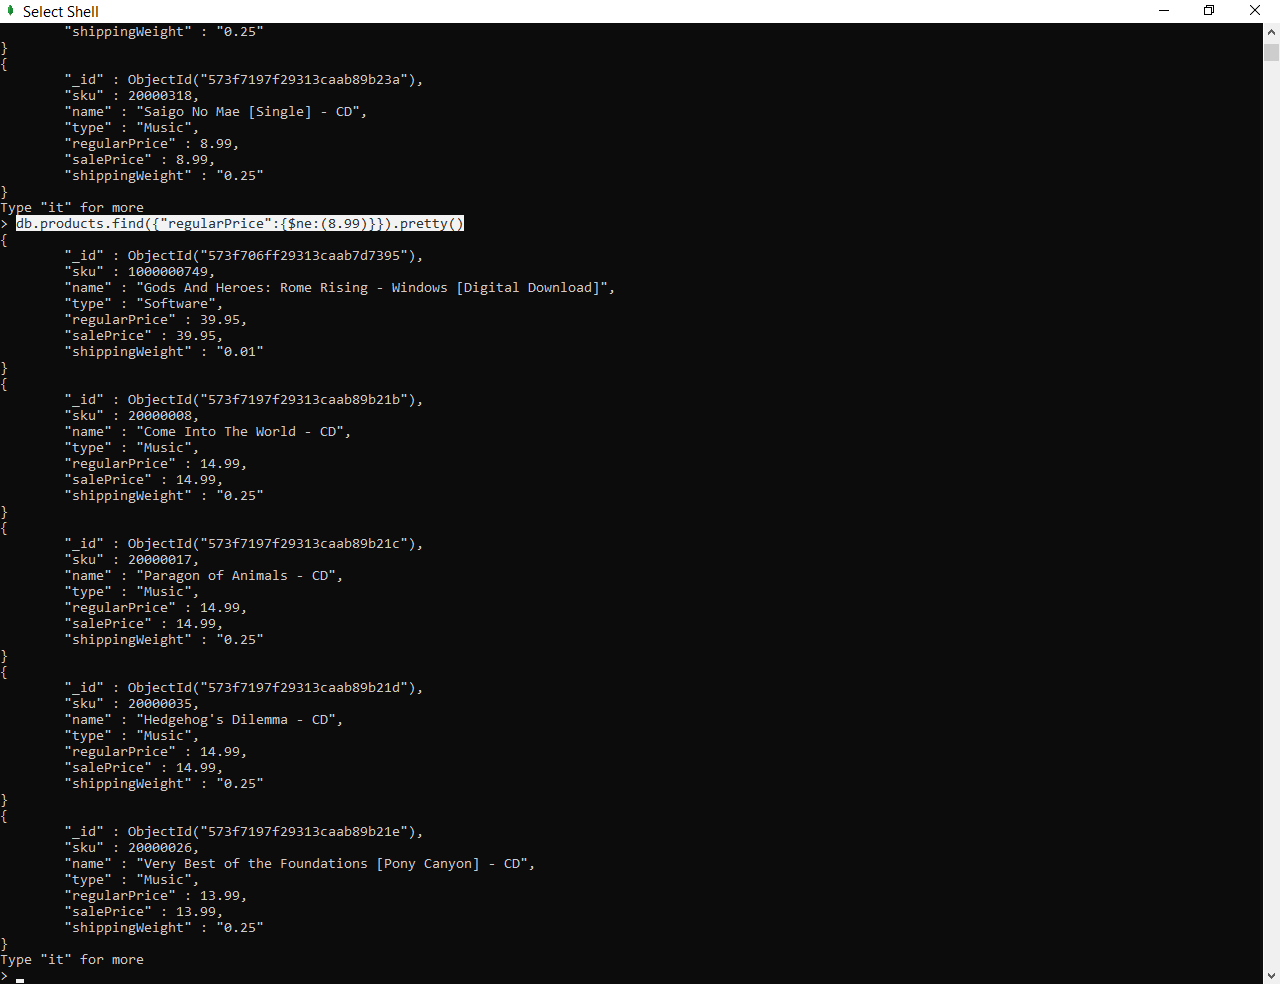 Select Shell
        "shippingWeight" : "0.25"
}
{
        "_id" : ObjectId("573f7197f29313caab89b23a"),
        "sku" : 20000318,
        "name" : "Saigo No Mae [Single] - CD",
        "type" : "Music",
        "regularPrice" : 8.99,
        "salePrice" : 8.99,
        "shippingWeight" : "0.25"
}
Type "it" for more
> db.products.find({"regularPrice":{$ne:(8.99)}}).pretty()
{
        "_id" : ObjectId("573f706ff29313caab7d7395"),
        "sku" : 1000000749,
        "name" : "Gods And Heroes: Rome Rising - Windows [Digital Download]",
        "type" : "Software",
        "regularPrice" : 39.95,
        "salePrice" : 39.95,
        "shippingWeight" : "0.01"
}
{
        "_id" : ObjectId("573f7197f29313caab89b21b"),
        "sku" : 20000008,
        "name" : "Come Into The World - CD",
        "type" : "Music",
        "regularPrice" : 14.99,
        "salePrice" : 14.99,
        "shippingWeight" : "0.25"
}
{
        "_id" : ObjectId("573f7197f29313caab89b21c"),
        "sku" : 20000017,
        "name" : "Paragon of Animals - CD",
        "type" : "Music",
        "regularPrice" : 14.99,
        "salePrice" : 14.99,
        "shippingWeight" : "0.25"
}
{
        "_id" : ObjectId("573f7197f29313caab89b21d"),
        "sku" : 20000035,
        "name" : "Hedgehog's Dilemma - CD",
        "type" : "Music",
        "regularPrice" : 14.99,
        "salePrice" : 14.99,
        "shippingWeight" : "0.25"
}
{
        "_id" : ObjectId("573f7197f29313caab89b21e"),
        "sku" : 20000026,
        "name" : "Very Best of the Foundations [Pony Canyon] - CD",
        "type" : "Music",
        "regularPrice" : 13.99,
        "salePrice" : 13.99,
        "shippingWeight" : "0.25"
}
Type "it" for more
>